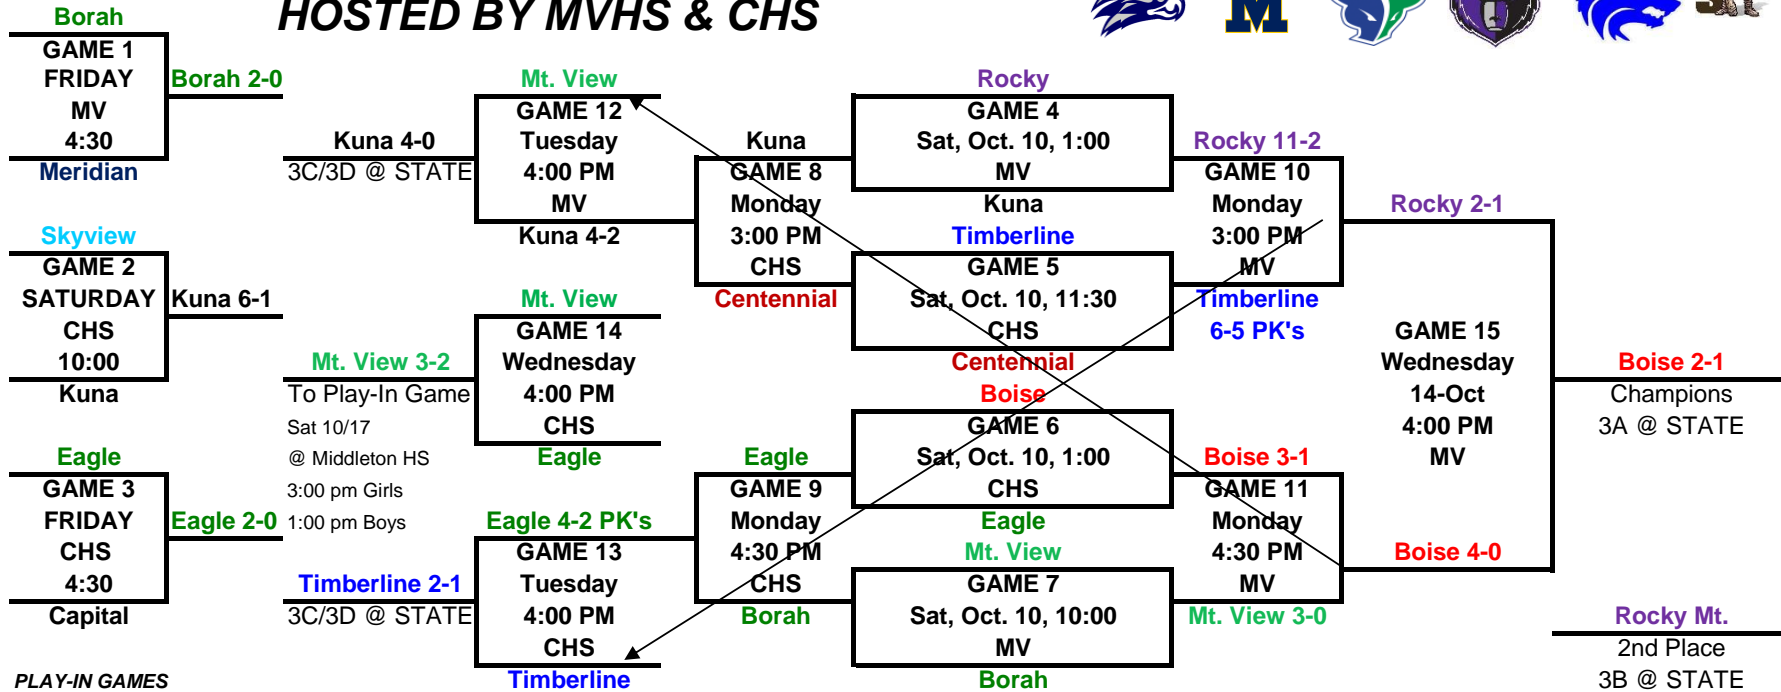 HOSTED BY MVHS & CHS
M
Borah
GAME 1
FRIDAY
MV
4:30
Meridian
Borah 2-0
Skyview
GAME 2
SATURDAY
CHS
10:00
Kuna
Kuna 6-1
Eagle
GAME 3
FRIDAY
CHS
4:30
Capital
Eagle 2-0
PLAY-IN GAMES
Kuna 4-0
3C/3D @ STATE
Mt. View 3-2
To Play-In Game
Sat 10/17
@ Middleton HS
3:00 pm Girls
1:00 pm Boys
Timberline 2-1
3C/3D @ STATE
Mt. View
GAME 12
Tuesday
4:00 PM
MV
Kuna 4-2
Mt. View
GAME 14
Wednesday
4:00 PM
CHS
Eagle
Eagle 4-2 PK's
GAME 13
Tuesday
4:00 PM
CHS
Timberline
Kuna
GAME 8
Monday
3:00 PM
CHS
Centennial
Eagle
GAME 9
Monday
4:30 PM
CHS
Borah
Rocky
GAME 4
Sat, Oct. 10, 1:00
MV
Kuna
Timberline
GAME 5
Sat, Oct. 10, 11:30
CHS
Centennial
Boise
GAME 6
Sat, Oct. 10, 1:00
CHS
Eagle
Mt. View
GAME 7
Sat, Oct. 10, 10:00
MV
Borah
Rocky 11-2
GAME 10
Monday
3:00 PM
MV
Timberline
6-5 PK's
Boise 3-1
GAME 11
Monday
4:30 PM
MV
Mt. View 3-0
Rocky 2-1
GAME 15
Wednesday
14-Oct
4:00 PM
MV
Boise 4-0
Boise 2-1
Champions
3A @ STATE
Rocky Mt.
2nd Place
3B @ STATE